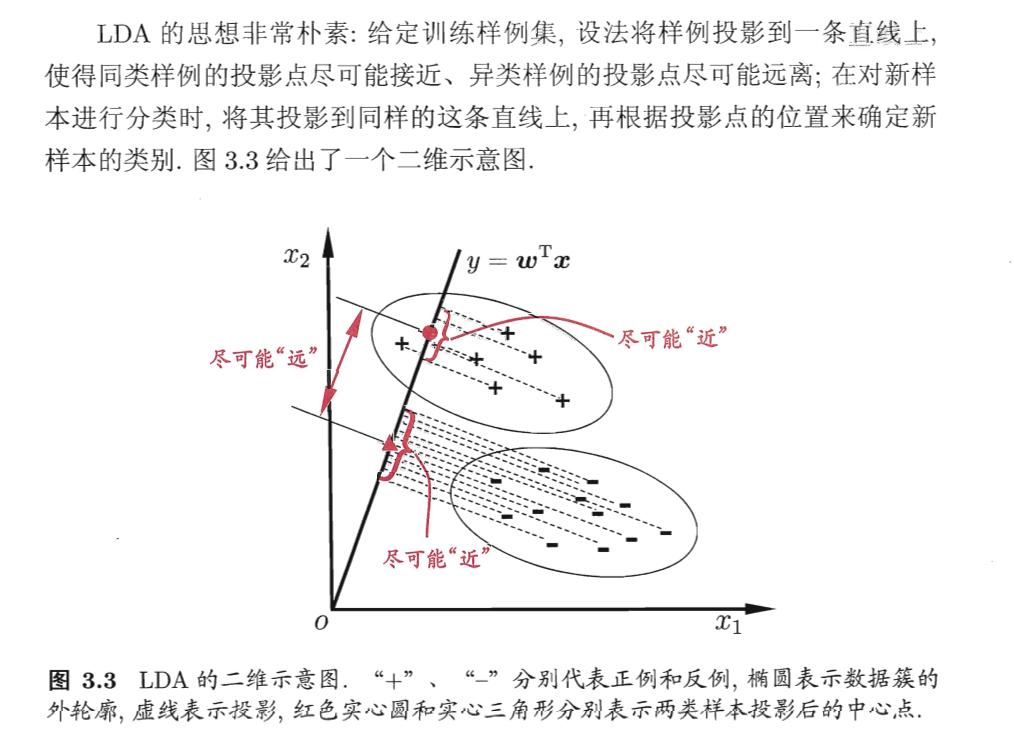 LDA 的思想非常朴素: 给定训练样例集, 设法将样例投影到一条直线上,
使得同类样例的投影点尽可能接近、异类样例的投影点尽可能远离; 在对新样
本进行分类时, 将其投影到同样的这条直线上, 再根据投影点的位置来确定新
样本的类别. 图 3.3 给出了一个二维示意图.
x₂
y = wᵀx
尽可能“远”
尽可能“近”
尽可能“近”
O
x₁
图 3.3 LDA 的二维示意图. “+”、“–”分别代表正例和反例, 椭圆表示数据簇的
外轮廓, 虚线表示投影, 红色实心圆和实心三角形分别表示两类样本投影后的中心点.